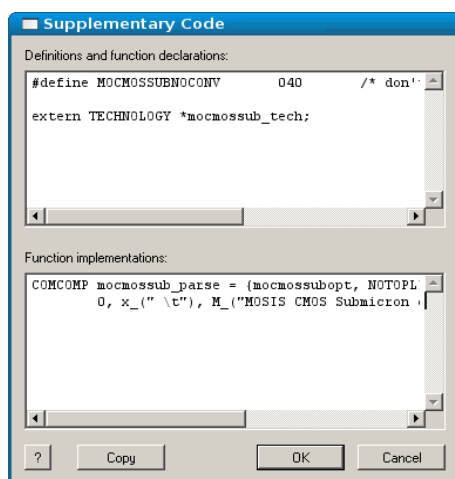 Supplementary Code
Definitions and function declarations:
#define MOCMOSSUBNOCONV 040 /* don'
extern TECHNOLOGY *mocmossub_tech;
Function implementations:
COMCOMP mocmossub_parse = {mocmossubopt, NOTOPL
0, x_(" \t"), M_("MOSIS CMOS Submicron
? Copy OK Cancel